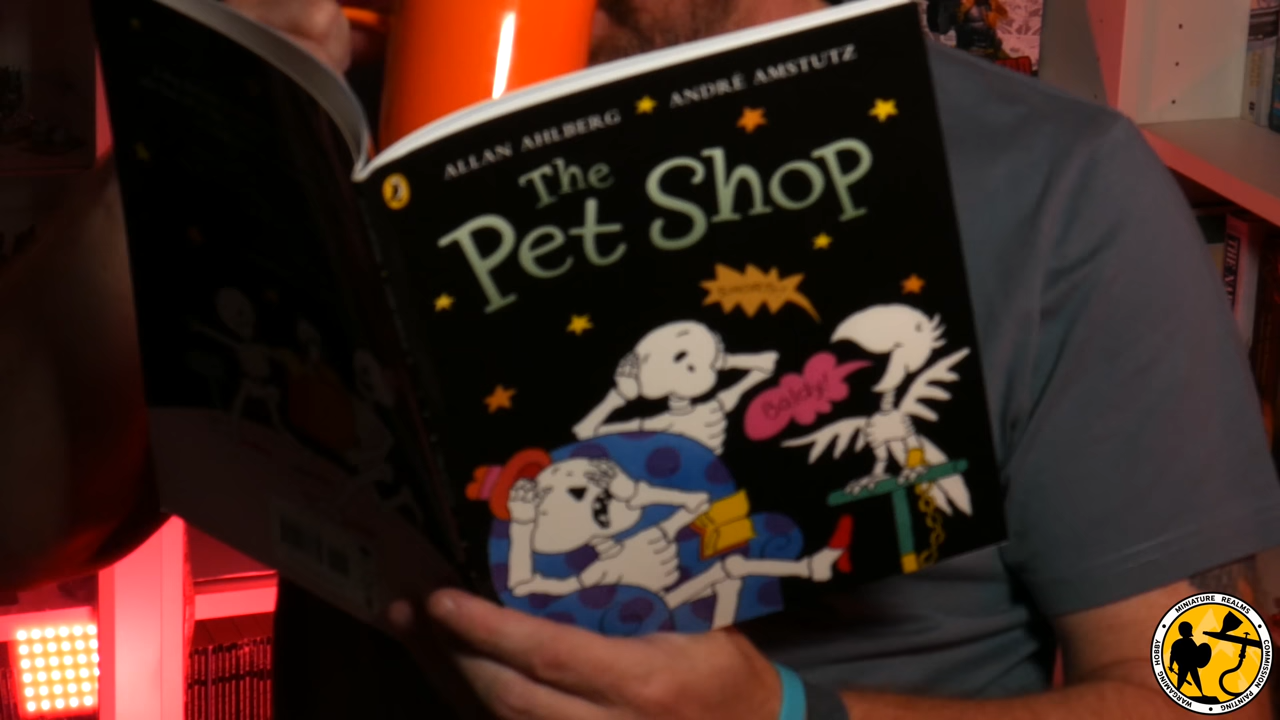 ALLAN AHLBERG ★ ANDRÉ AMSTUTZ
The
Pet Shop
Baldy!
MINIATURE REALMS
WARGAMING HOBBY
COMMISSION PAINTING